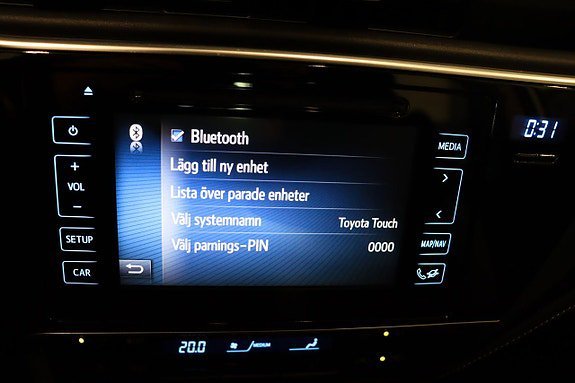 Bluetooth
Lägg till ny enhet
Lista över parade enheter
Välj systemnamn Toyota Touch
Välj parnings-PIN 0000
+
VOL
−
SETUP
CAR
MEDIA
>
<
MAP/NAV
0:31
20.0 MEDIUM